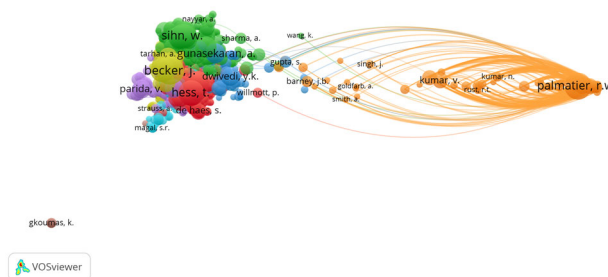 nayyar, a.
wang, k.
sihn, w.
sharma, a.
tarhan, a.
gunasekaran, a.
gupta, s.
singh, j.
becker, j.
dwivedi, y.k.
kumar, n.
barney, j.b.
kumar, v.
parida, v.
hess, t.
willmott, p.
goldfarb, a.
rust, r.t.
palmatier, r.w
smith, a.
strauss, a.
de haes, s.
magal, s.r.
gkoumas, k.
VOSviewer